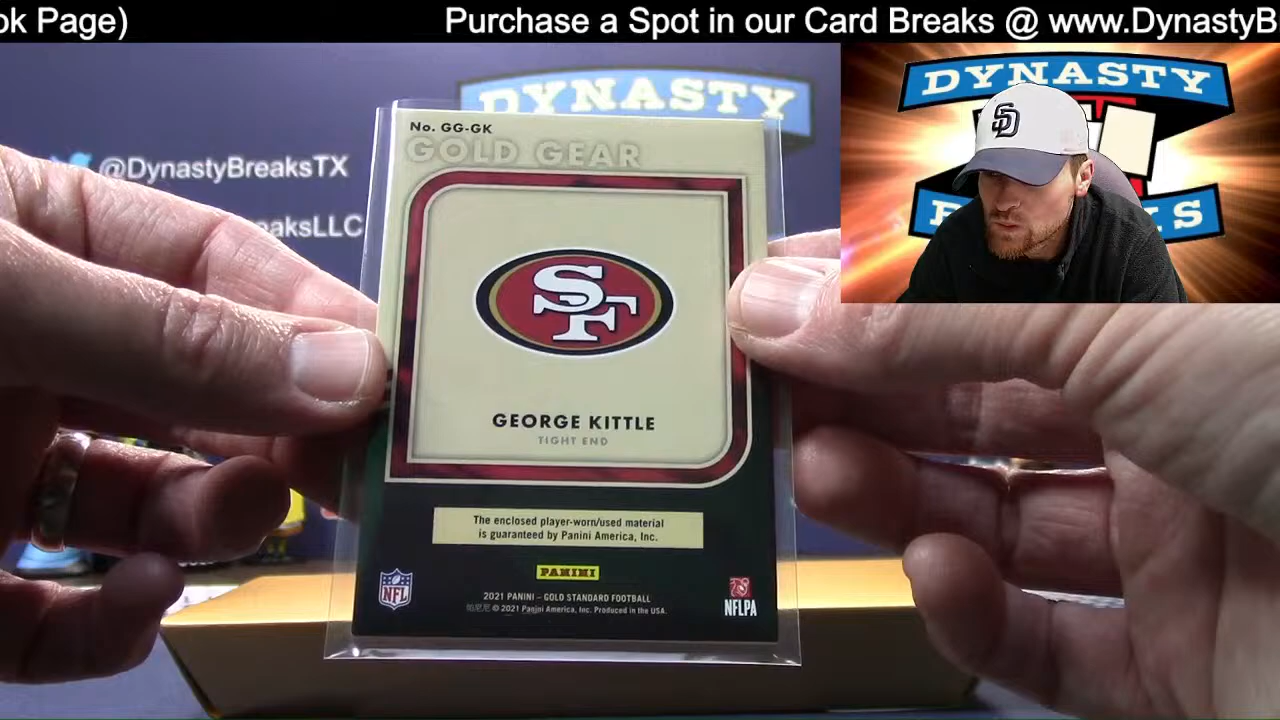 ok Page) Purchase a Spot in our Card Breaks @ www.DynastyB
DYNASTY
@DynastyBreaksTX
eaksLLC
No. GG-GK
GOLD GEAR
SF
GEORGE KITTLE
TIGHT END
The enclosed player-worn/used material
is guaranteed by Panini America, Inc.
PANINI
NFL
2021 PANINI – GOLD STANDARD FOOTBALL
© 2021 Panini America, Inc. Produced in the USA.
NFLPA
DYNASTY
SD